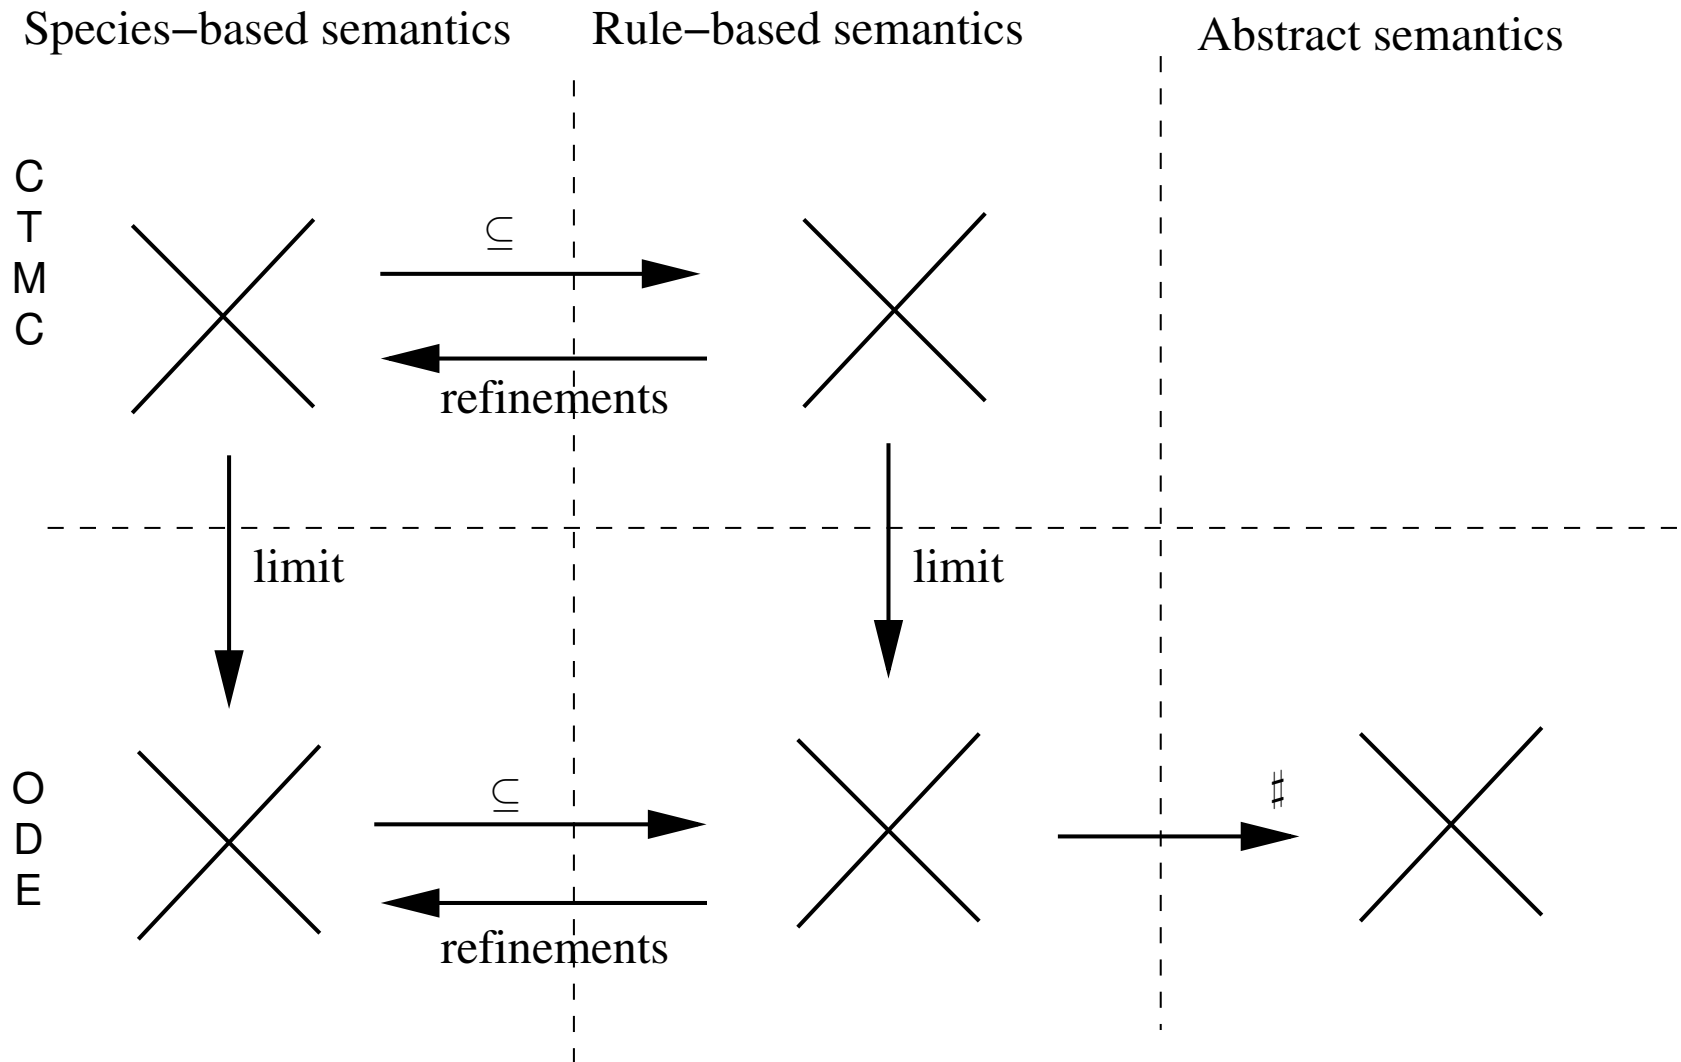 Species−based semantics
Rule−based semantics
Abstract semantics
C
T
M
C
⊆
refinements
limit
limit
O
D
E
⊆
♯
refinements